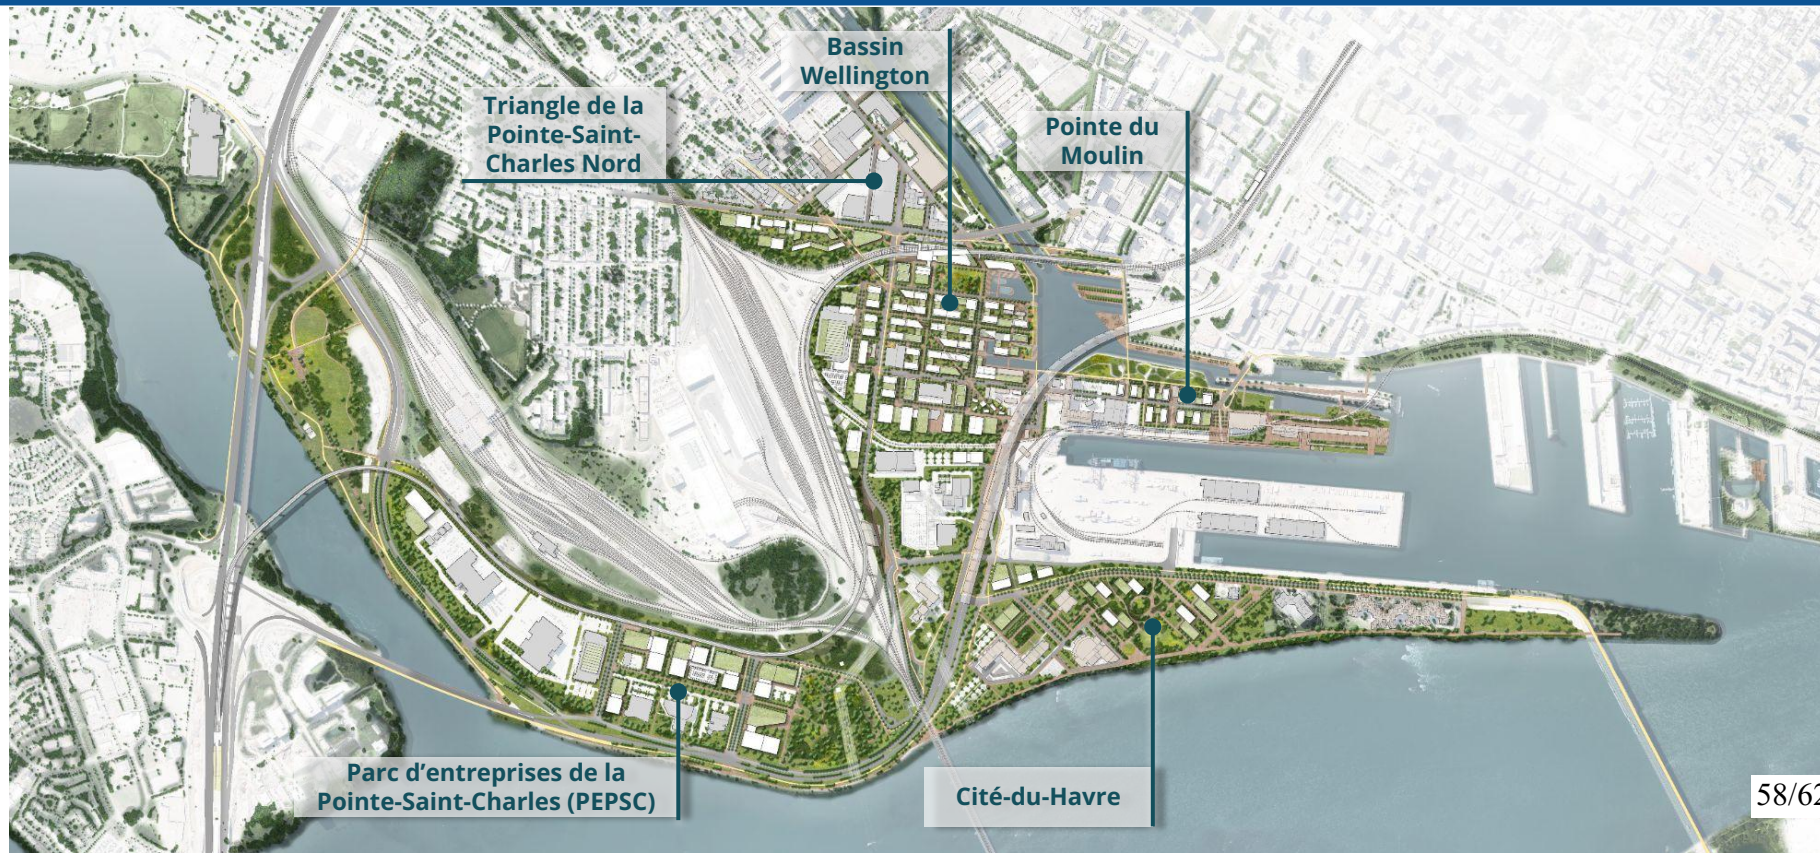 Bassin
Wellington
Triangle de la
Pointe-Saint-
Charles Nord
Pointe du
Moulin
Parc d'entreprises de la
Pointe-Saint-Charles (PEPSC)
Cité-du-Havre
58/62